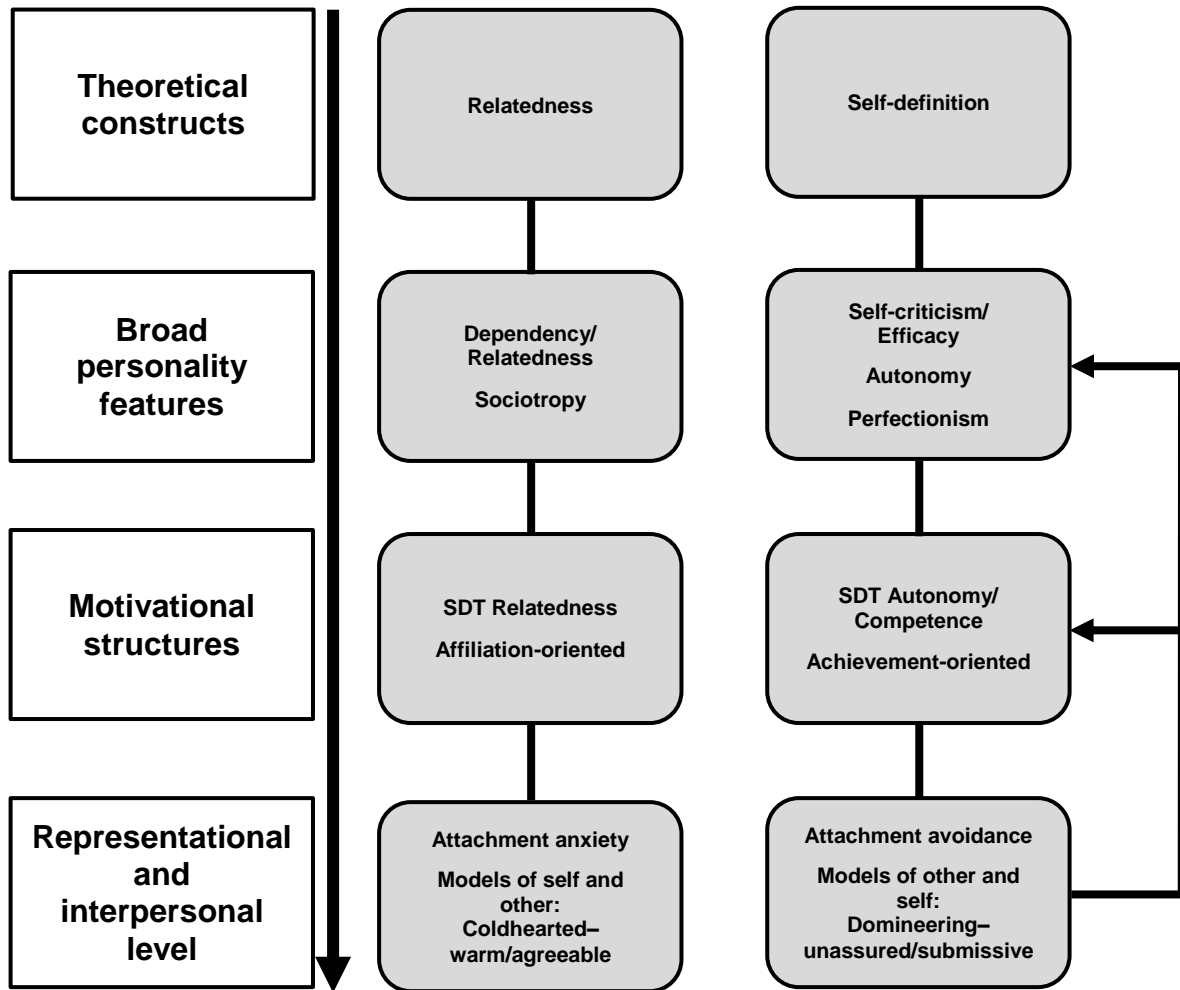 Theoretical
constructs
Relatedness
Self-definition
Broad
personality
features
Dependency/
Relatedness
Sociotropy
Self-criticism/
Efficacy
Autonomy
Perfectionism
Motivational
structures
SDT Relatedness
Affiliation-oriented
SDT Autonomy/
Competence
Achievement-oriented
Representational
and
interpersonal
level
Attachment anxiety
Models of self and
other:
Coldhearted–
warm/agreeable
Attachment avoidance
Models of other and
self:
Domineering–
unassured/submissive